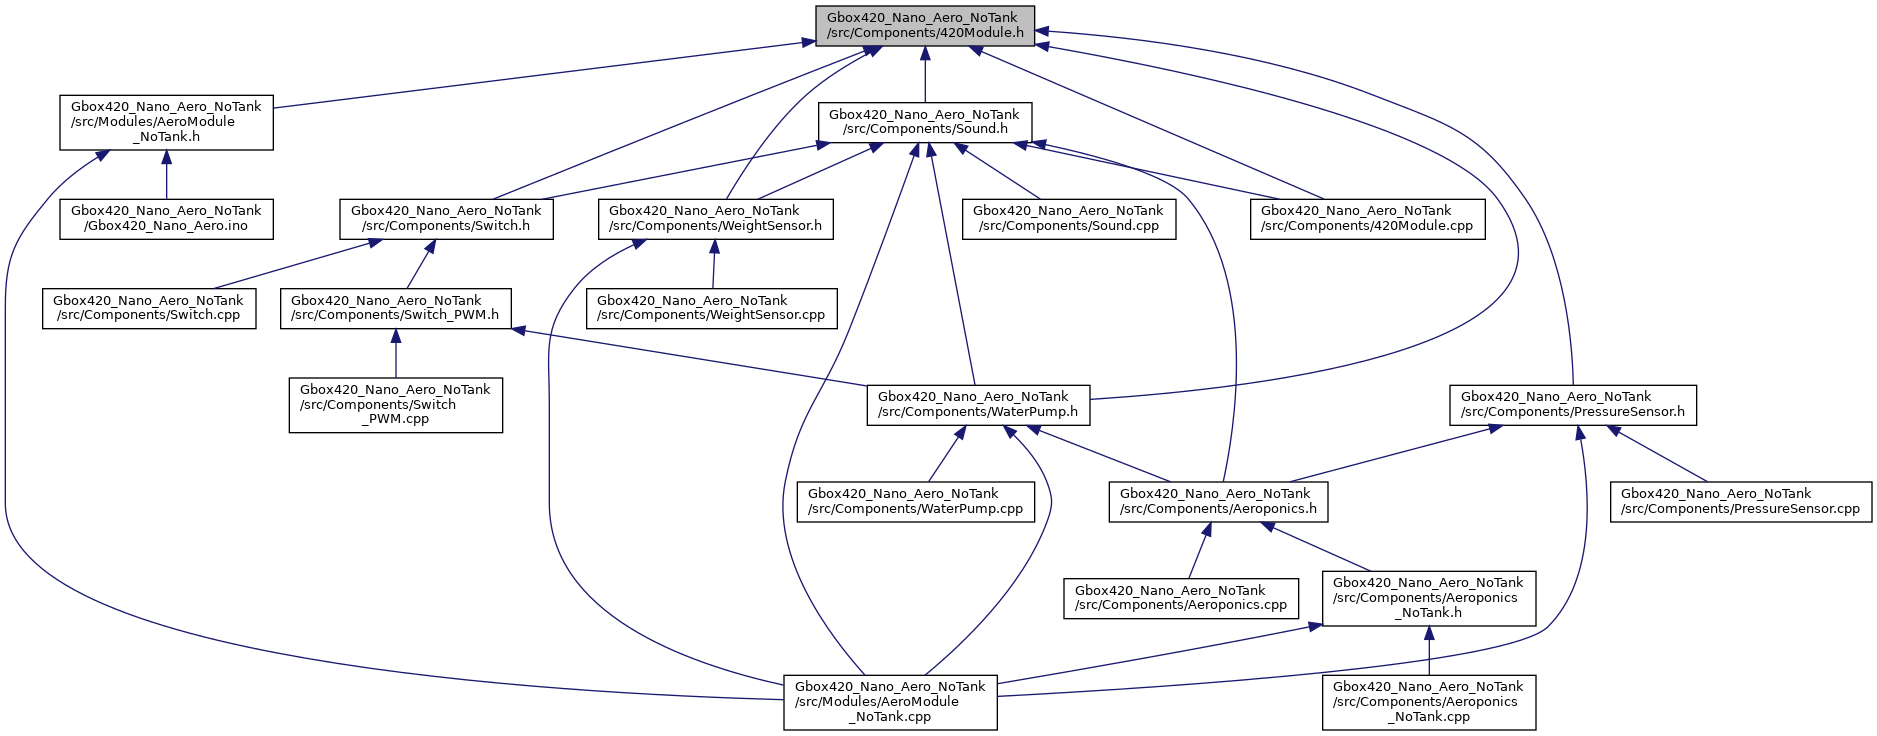 Gbox420_Nano_Aero_NoTank
/src/Components/420Module.h
Gbox420_Nano_Aero_NoTank
/src/Modules/AeroModule
_NoTank.h
Gbox420_Nano_Aero_NoTank
/src/Components/Sound.h
Gbox420_Nano_Aero_NoTank
/Gbox420_Nano_Aero.ino
Gbox420_Nano_Aero_NoTank
/src/Components/Switch.h
Gbox420_Nano_Aero_NoTank
/src/Components/WeightSensor.h
Gbox420_Nano_Aero_NoTank
/src/Components/Sound.cpp
Gbox420_Nano_Aero_NoTank
/src/Components/420Module.cpp
Gbox420_Nano_Aero_NoTank
/src/Components/Switch.cpp
Gbox420_Nano_Aero_NoTank
/src/Components/Switch_PWM.h
Gbox420_Nano_Aero_NoTank
/src/Components/WeightSensor.cpp
Gbox420_Nano_Aero_NoTank
/src/Components/Switch
_PWM.cpp
Gbox420_Nano_Aero_NoTank
/src/Components/WaterPump.h
Gbox420_Nano_Aero_NoTank
/src/Components/PressureSensor.h
Gbox420_Nano_Aero_NoTank
/src/Components/WaterPump.cpp
Gbox420_Nano_Aero_NoTank
/src/Components/Aeroponics.h
Gbox420_Nano_Aero_NoTank
/src/Components/PressureSensor.cpp
Gbox420_Nano_Aero_NoTank
/src/Components/Aeroponics.cpp
Gbox420_Nano_Aero_NoTank
/src/Components/Aeroponics
_NoTank.h
Gbox420_Nano_Aero_NoTank
/src/Modules/AeroModule
_NoTank.cpp
Gbox420_Nano_Aero_NoTank
/src/Components/Aeroponics
_NoTank.cpp